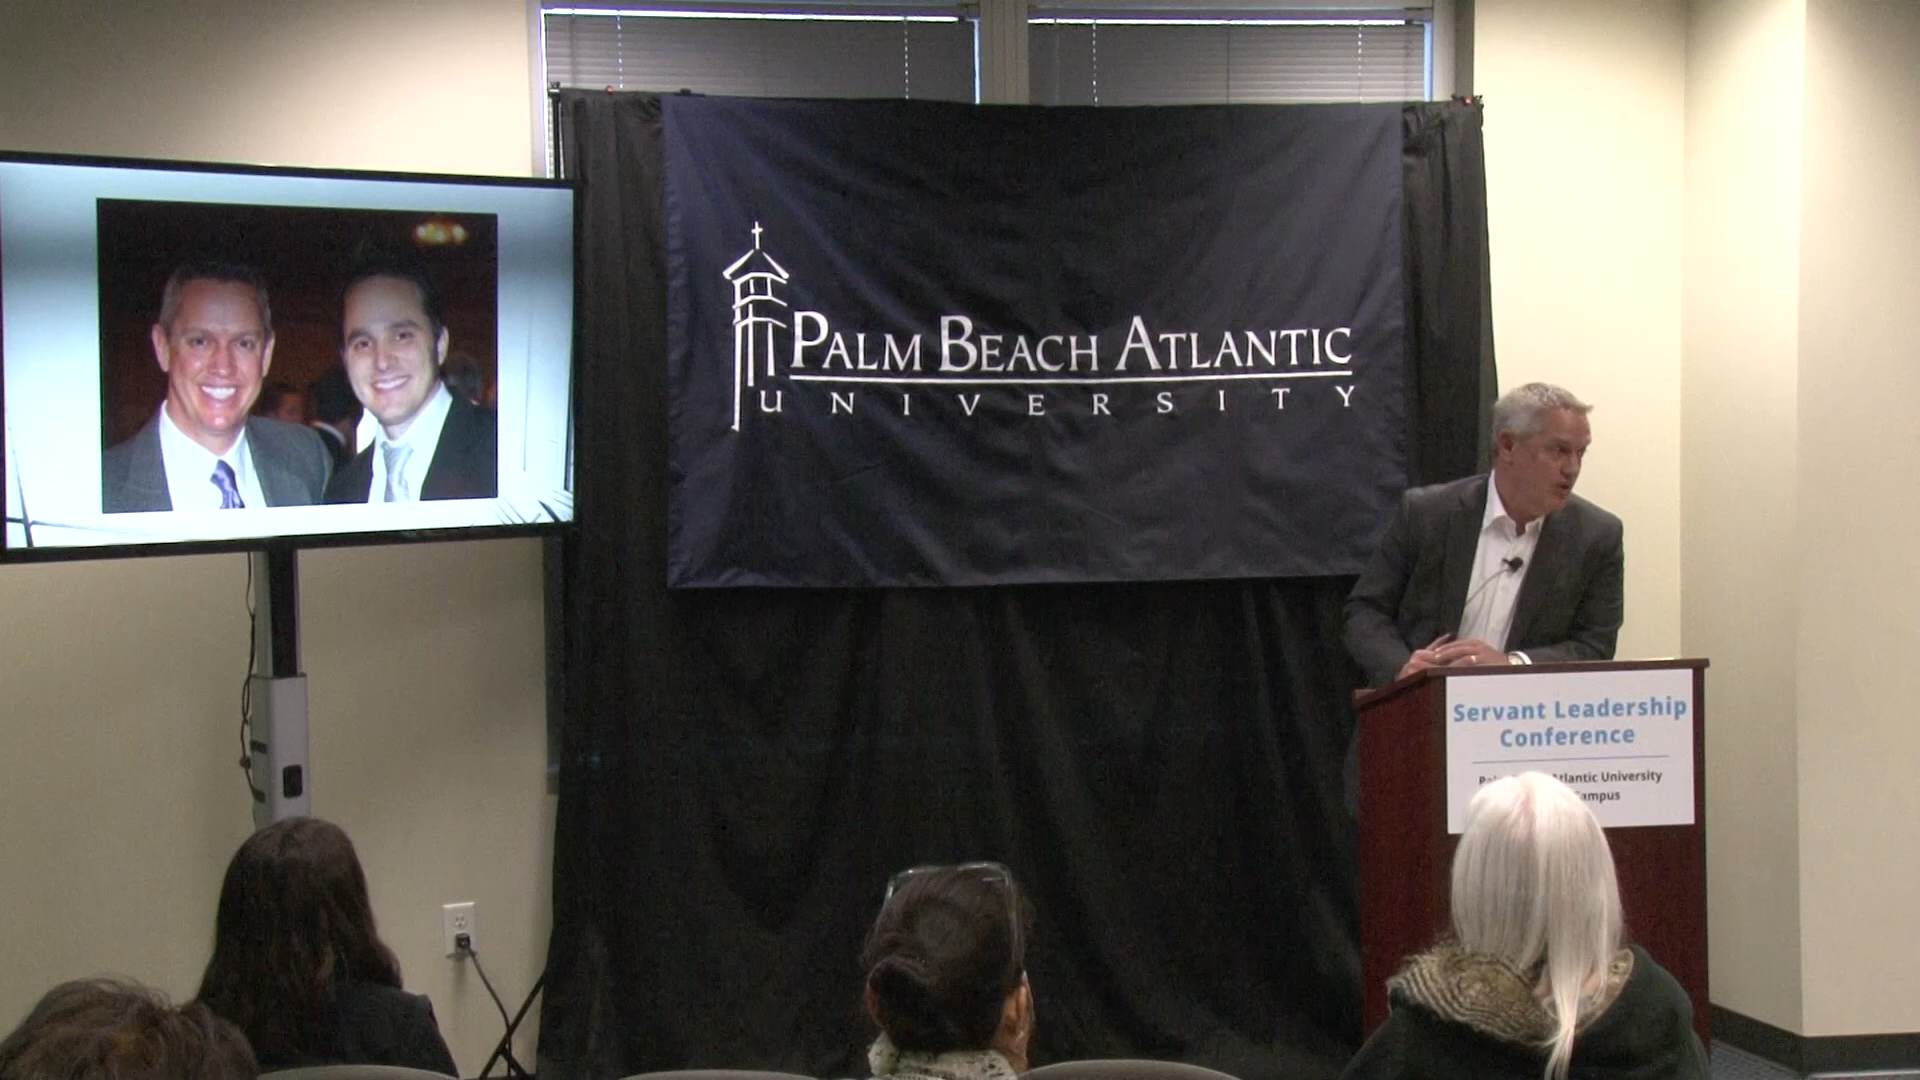 PALM BEACH ATLANTIC
UNIVERSITY
Servant Leadership
Conference
Atlantic University
Campus